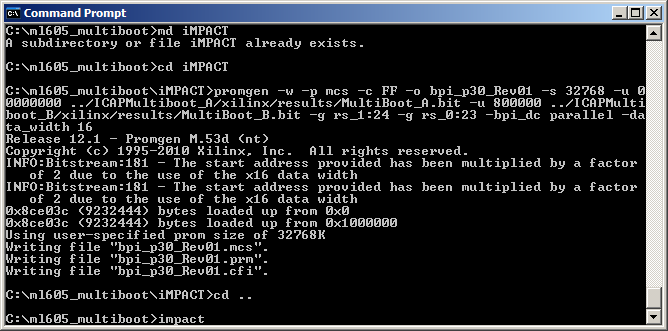 Command Prompt
C:\ml605_multiboot>md iMPACT
A subdirectory or file iMPACT already exists.
C:\ml605_multiboot>cd iMPACT
C:\ml605_multiboot\iMPACT>promgen -w -p mcs -c FF -o bpi_p30_Rev01 -s 32768 -u 0
0000000 ../ICAPMultiboot_A/xilinx/results/MultiBoot_A.bit -u 800000 ../ICAPMulti
boot_B/xilinx/results/MultiBoot_B.bit -g rs_1:24 -g rs_0:23 -bpi_dc parallel -da
ta_width 16
Release 12.1 - Promgen M.53d (nt)
Copyright (c) 1995-2010 Xilinx, Inc.  All rights reserved.
INFO:Bitstream:181 - The start address provided has been multiplied by a factor
   of 2 due to the use of the x16 data width
INFO:Bitstream:181 - The start address provided has been multiplied by a factor
   of 2 due to the use of the x16 data width
0x8ce03c (9232444) bytes loaded up from 0x0
0x8ce03c (9232444) bytes loaded up from 0x1000000
Using user-specified prom size of 32768K
Writing file "bpi_p30_Rev01.mcs".
Writing file "bpi_p30_Rev01.prm".
Writing file "bpi_p30_Rev01.cfi".
C:\ml605_multiboot\iMPACT>cd ..
C:\ml605_multiboot>impact